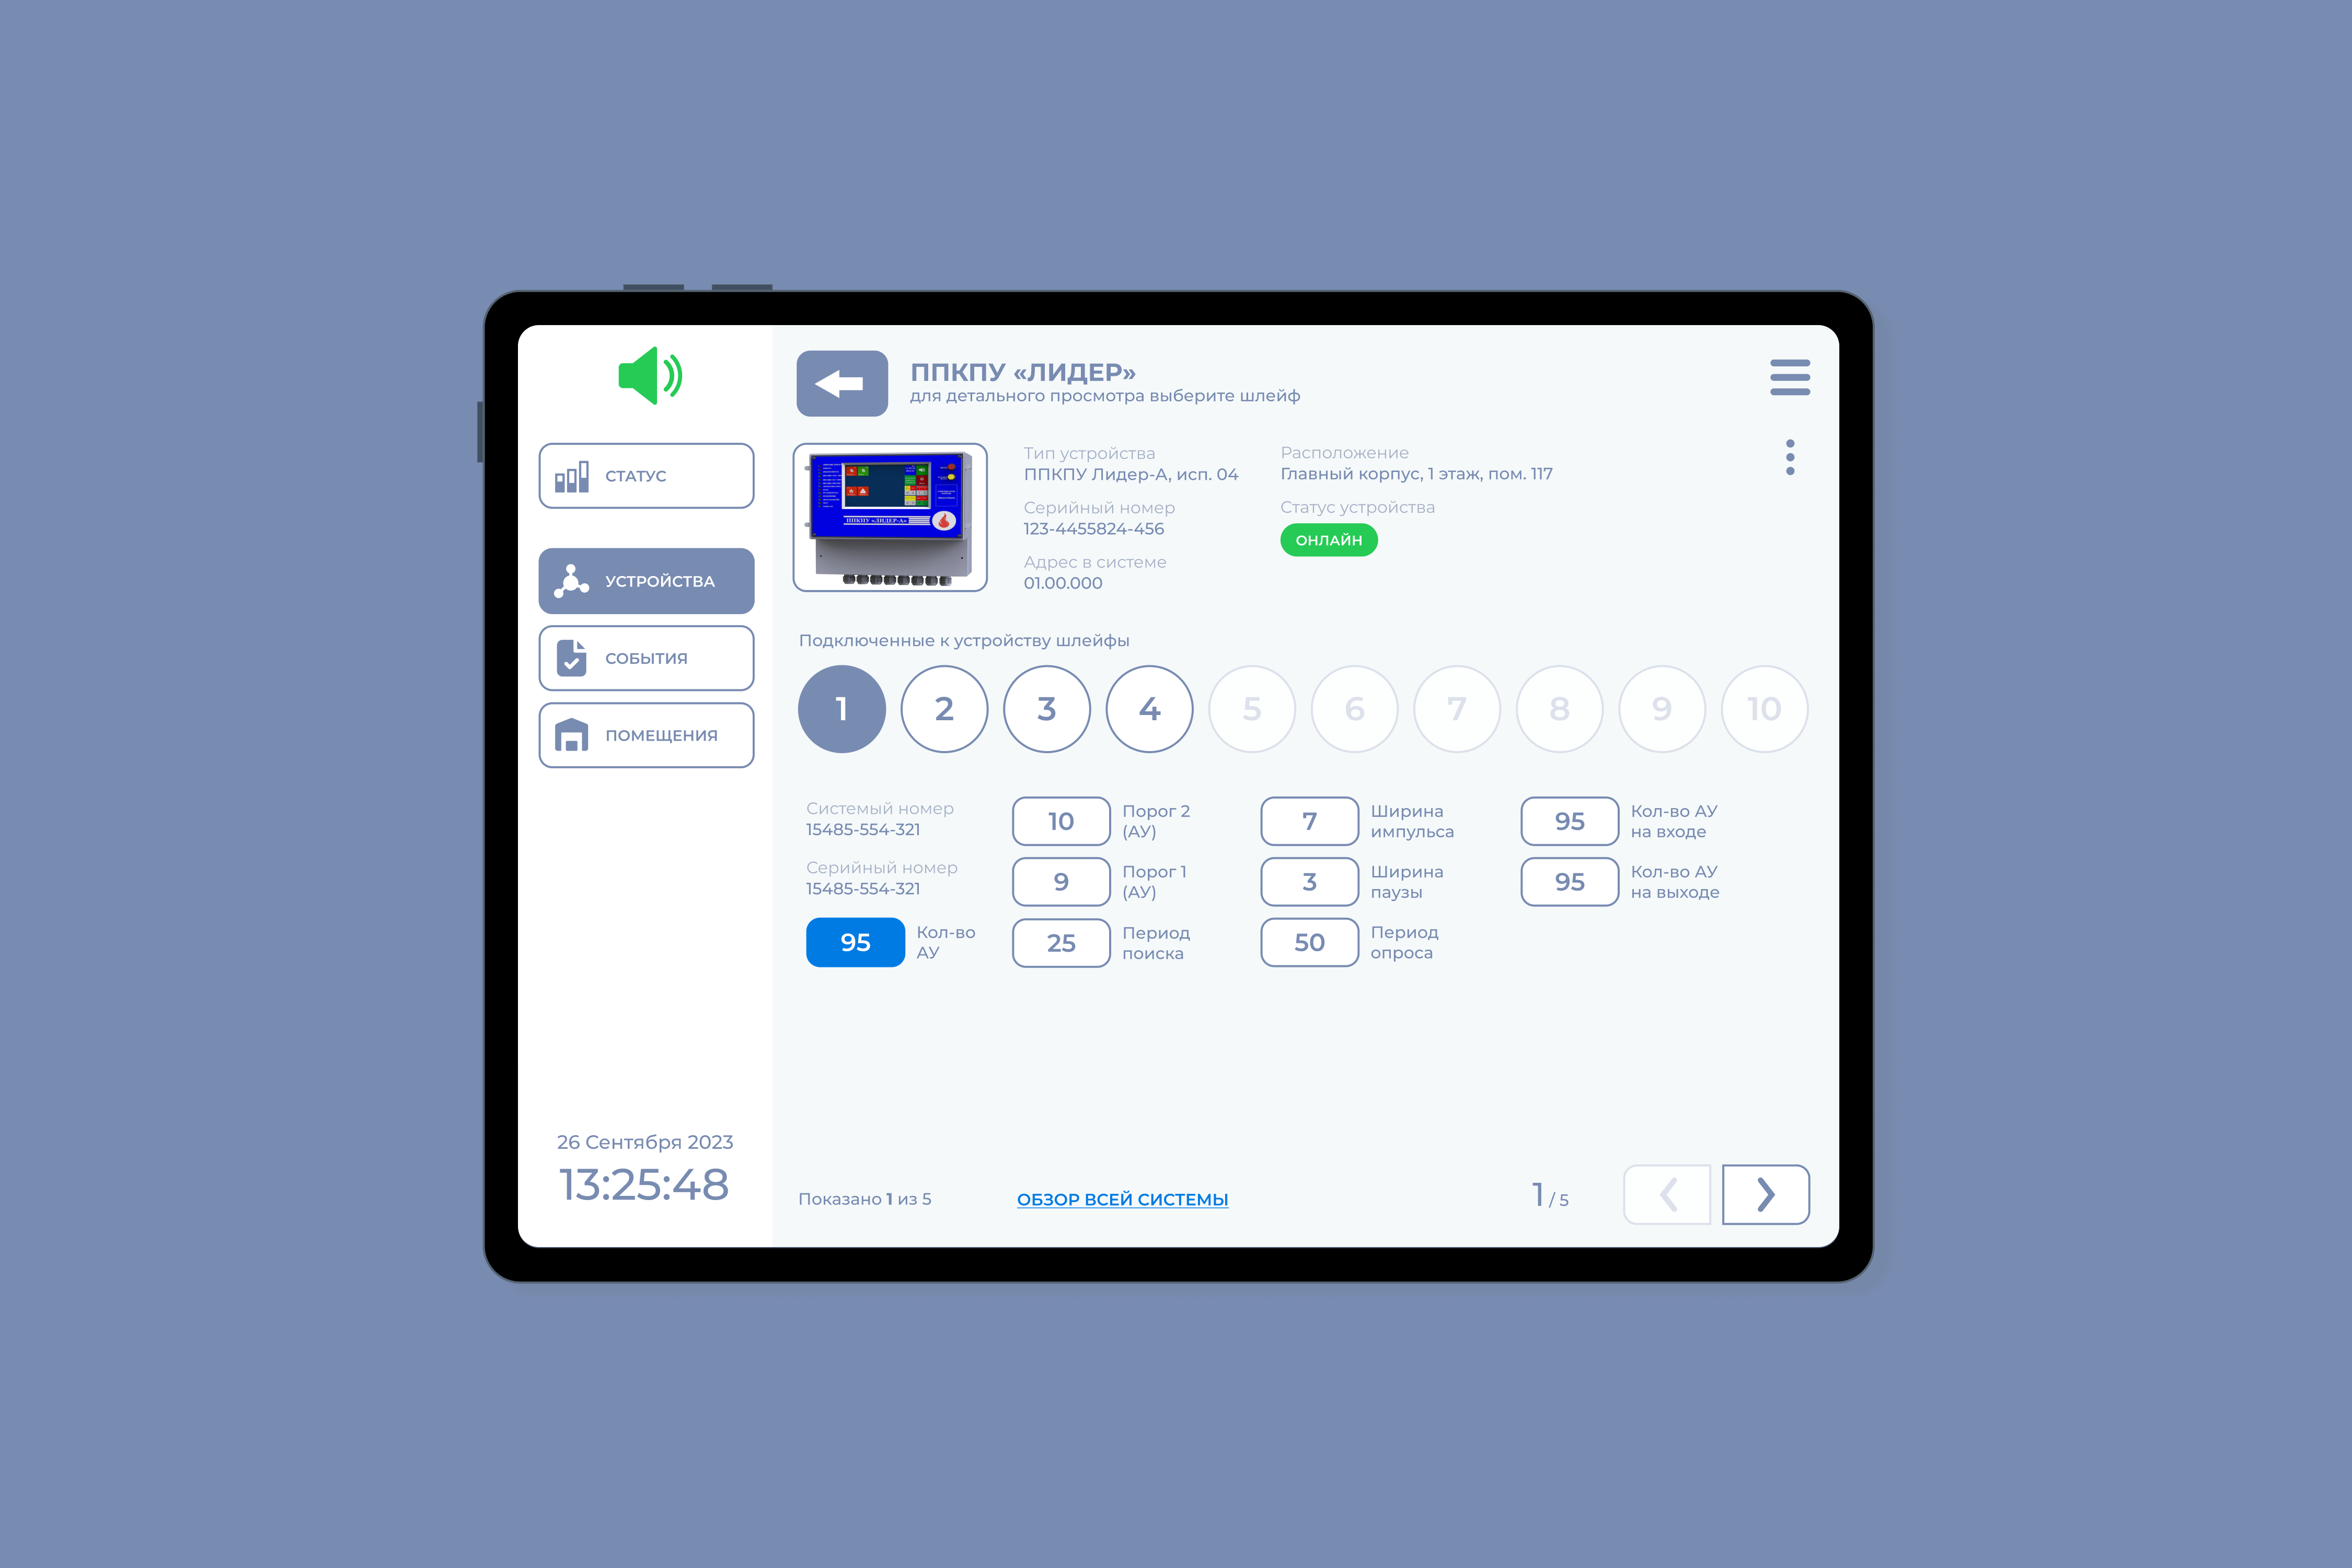 СТАТУС
УСТРОЙСТВА
СОБЫТИЯ
ПОМЕЩЕНИЯ
26 Сентября 2023
13:25:48
ППКПУ «ЛИДЕР»
для детального просмотра выберите шлейф
ППКПУ «ЛИДЕР-А»
Тип устройства
ППКПУ Лидер-А, исп. 04
Серийный номер
123-4455824-456
Адрес в системе
01.00.000
Расположение
Главный корпус, 1 этаж, пом. 117
Статус устройства
ОНЛАЙН
Подключенные к устройству шлейфы
1 2 3 4 5 6 7 8 9 10
Системый номер
15485-554-321
Серийный номер
15485-554-321
95 Кол-во
АУ
10 Порог 2
(АУ)
9 Порог 1
(АУ)
25 Период
поиска
7 Ширина
импульса
3 Ширина
паузы
50 Период
опроса
95 Кол-во АУ
на входе
95 Кол-во АУ
на выходе
Показано 1 из 5
ОБЗОР ВСЕЙ СИСТЕМЫ
1 / 5